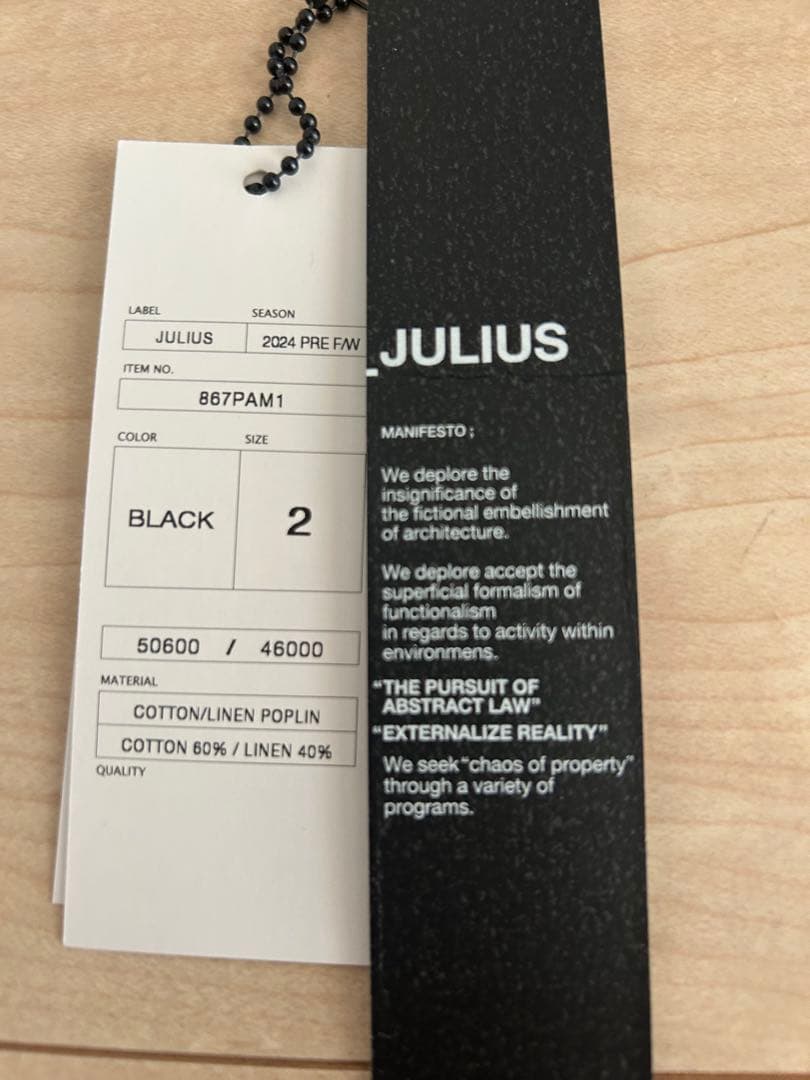 LABEL SEASON
JULIUS 2024 PRE F/W
ITEM NO.
867PAM1
COLOR SIZE
BLACK 2
50600 / 46000
MATERIAL
COTTON/LINEN POPLIN
COTTON 60% / LINEN 40%
QUALITY
_JULIUS
MANIFESTO ;
We deplore the
insignificance of
the fictional embellishment
of architecture.
We deplore accept the
superficial formalism of
functionalism
in regards to activity within
environmens.
"THE PURSUIT OF
ABSTRACT LAW"
"EXTERNALIZE REALITY"
We seek "chaos of property"
through a variety of
programs.